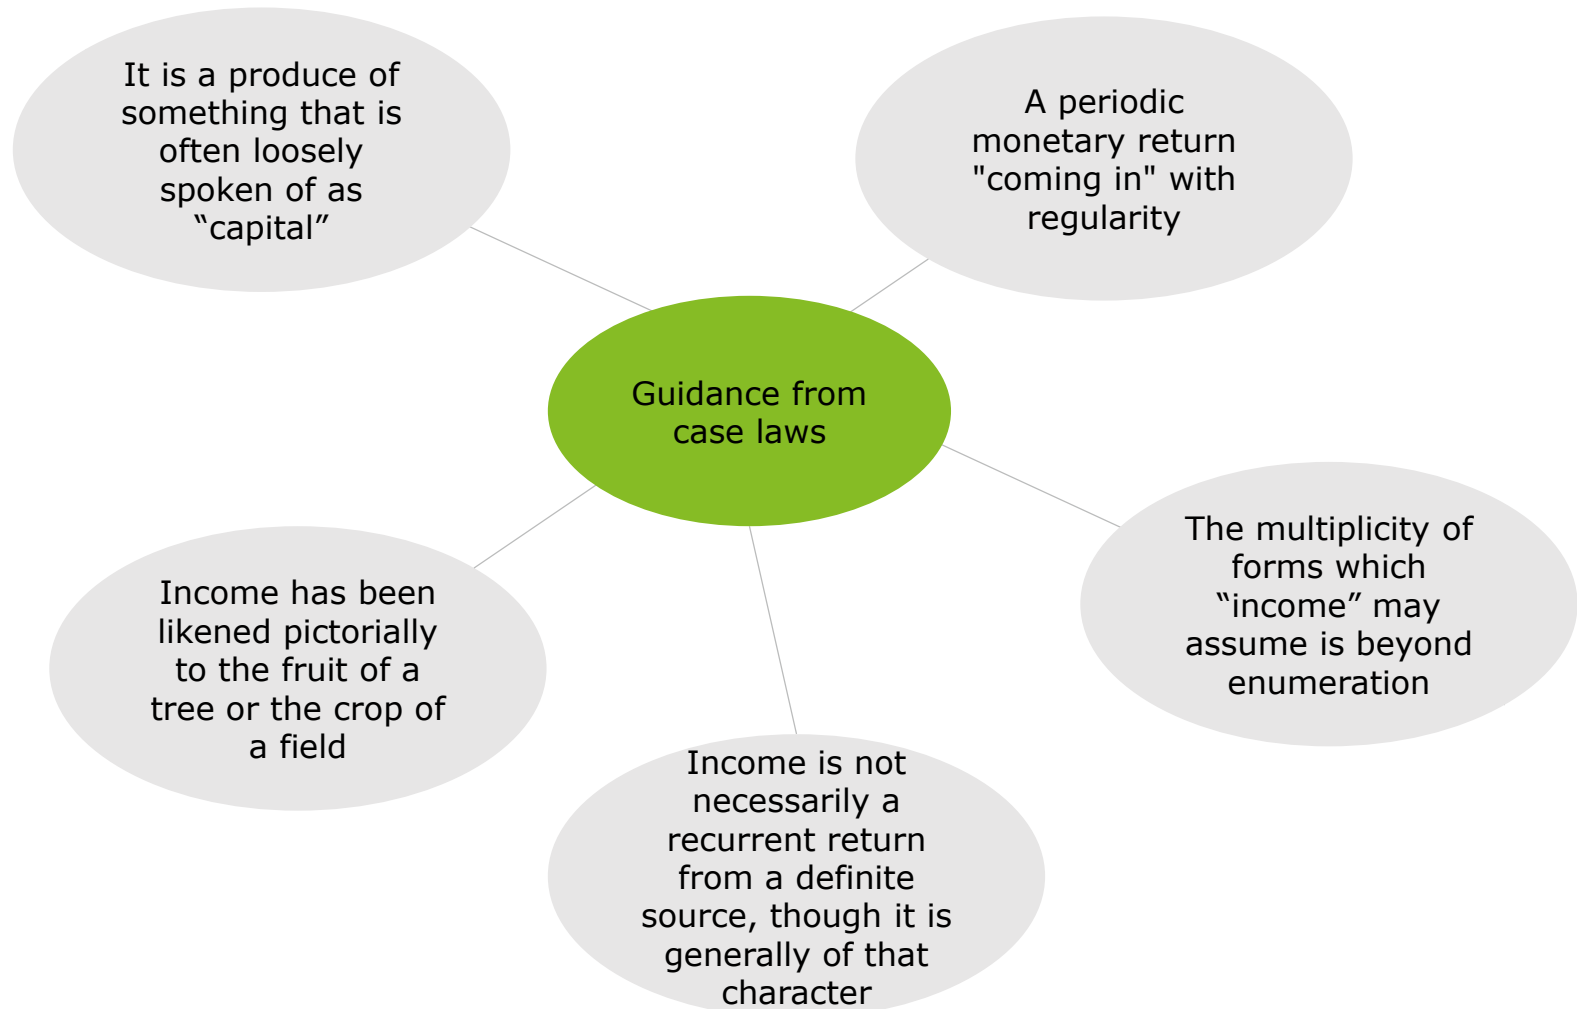 It is a produce of
something that is
often loosely
spoken of as
“capital”
A periodic
monetary return
"coming in" with
regularity
Guidance from
case laws
The multiplicity of
forms which
“income” may
assume is beyond
enumeration
Income has been
likened pictorially
to the fruit of a
tree or the crop of
a field
Income is not
necessarily a
recurrent return
from a definite
source, though it is
generally of that
character